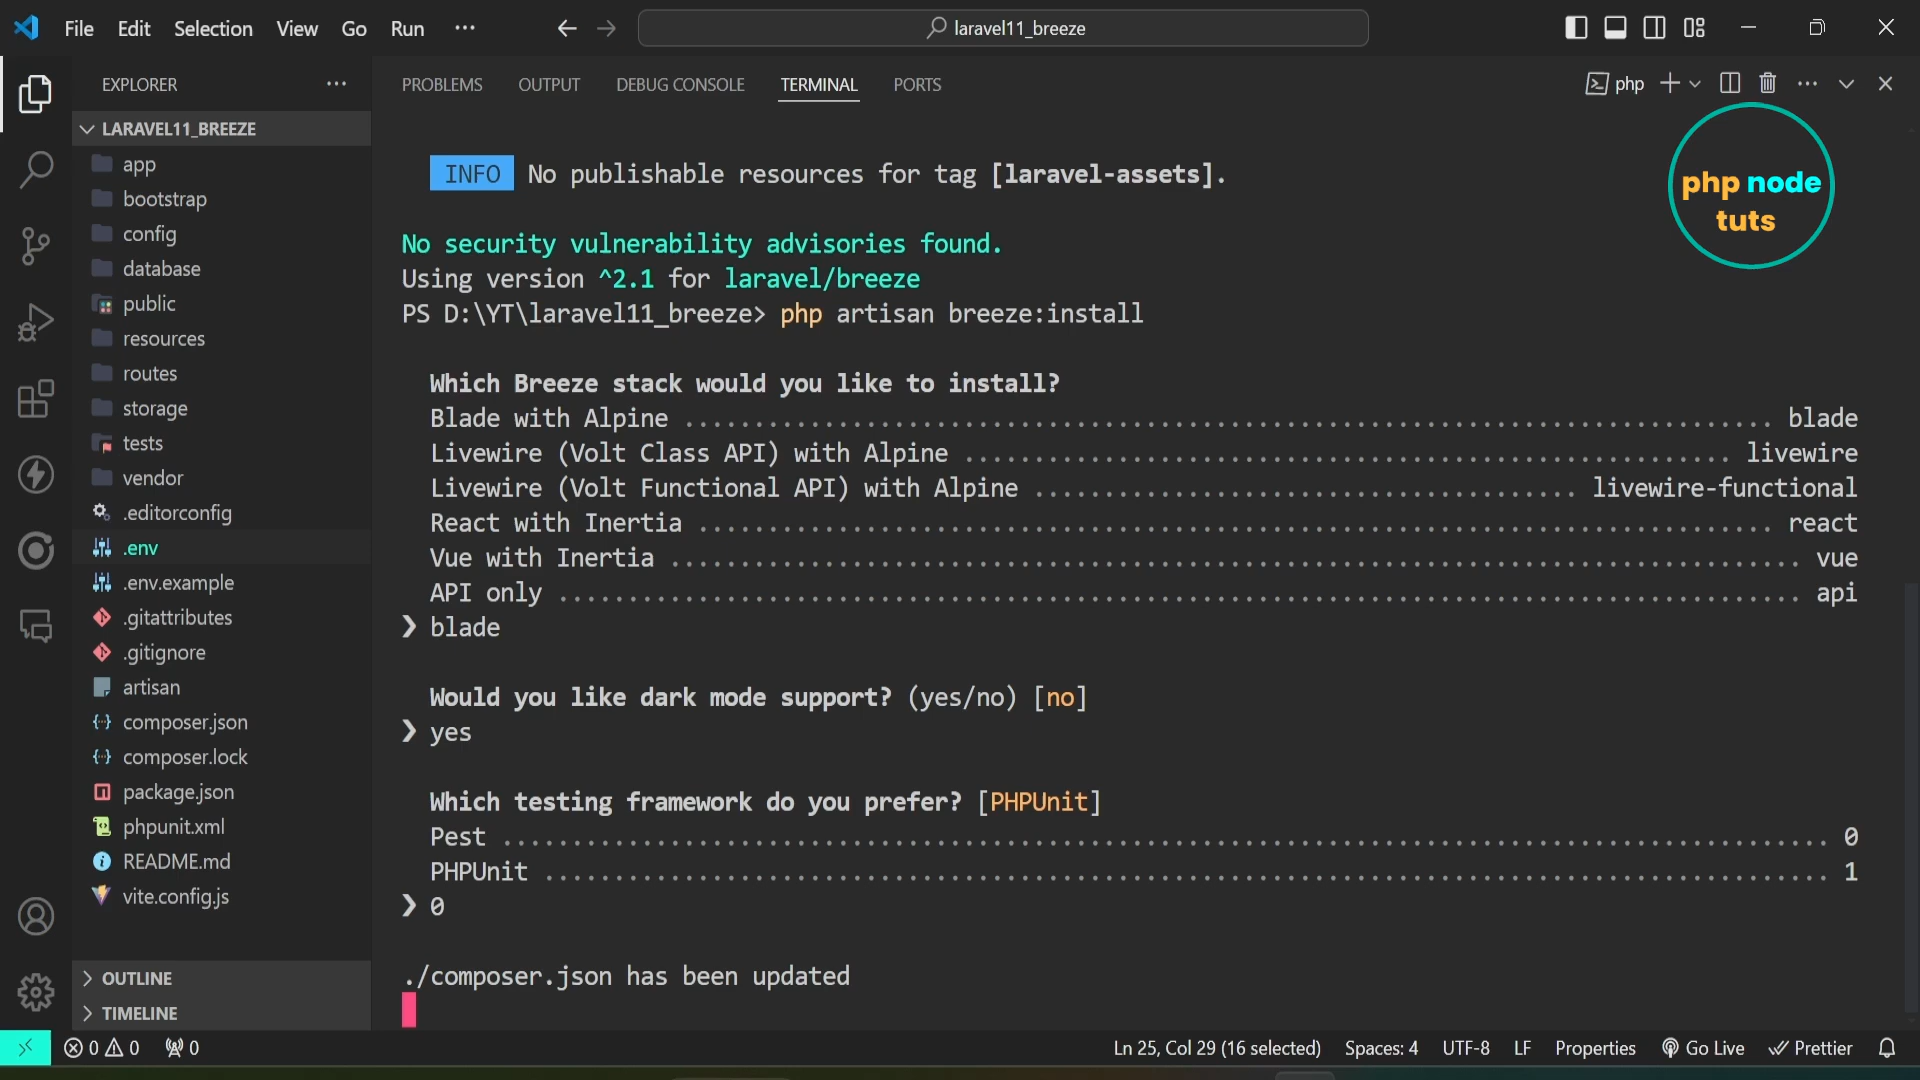 File Edit Selection View Go Run ··· laravel11_breeze
EXPLORER ···
LARAVEL11_BREEZE
app
bootstrap
config
database
public
resources
routes
storage
tests
vendor
.editorconfig
.env
.env.example
.gitattributes
.gitignore
artisan
composer.json
composer.lock
package.json
phpunit.xml
README.md
vite.config.js
OUTLINE
TIMELINE
PROBLEMS OUTPUT DEBUG CONSOLE TERMINAL PORTS php
php node
tuts
INFO No publishable resources for tag [laravel-assets].
No security vulnerability advisories found.
Using version ^2.1 for laravel/breeze
PS D:\YT\laravel11_breeze> php artisan breeze:install
Which Breeze stack would you like to install?
Blade with Alpine ........................................ blade
Livewire (Volt Class API) with Alpine ........................................ livewire
Livewire (Volt Functional API) with Alpine ........................................ livewire-functional
React with Inertia ........................................ react
Vue with Inertia ........................................ vue
API only ........................................ api
❯ blade
Would you like dark mode support? (yes/no) [no]
❯ yes
Which testing framework do you prefer? [PHPUnit]
Pest ........................................ 0
PHPUnit ........................................ 1
❯ 0
./composer.json has been updated
0 0 0 Ln 25, Col 29 (16 selected) Spaces: 4 UTF-8 LF Properties Go Live Prettier